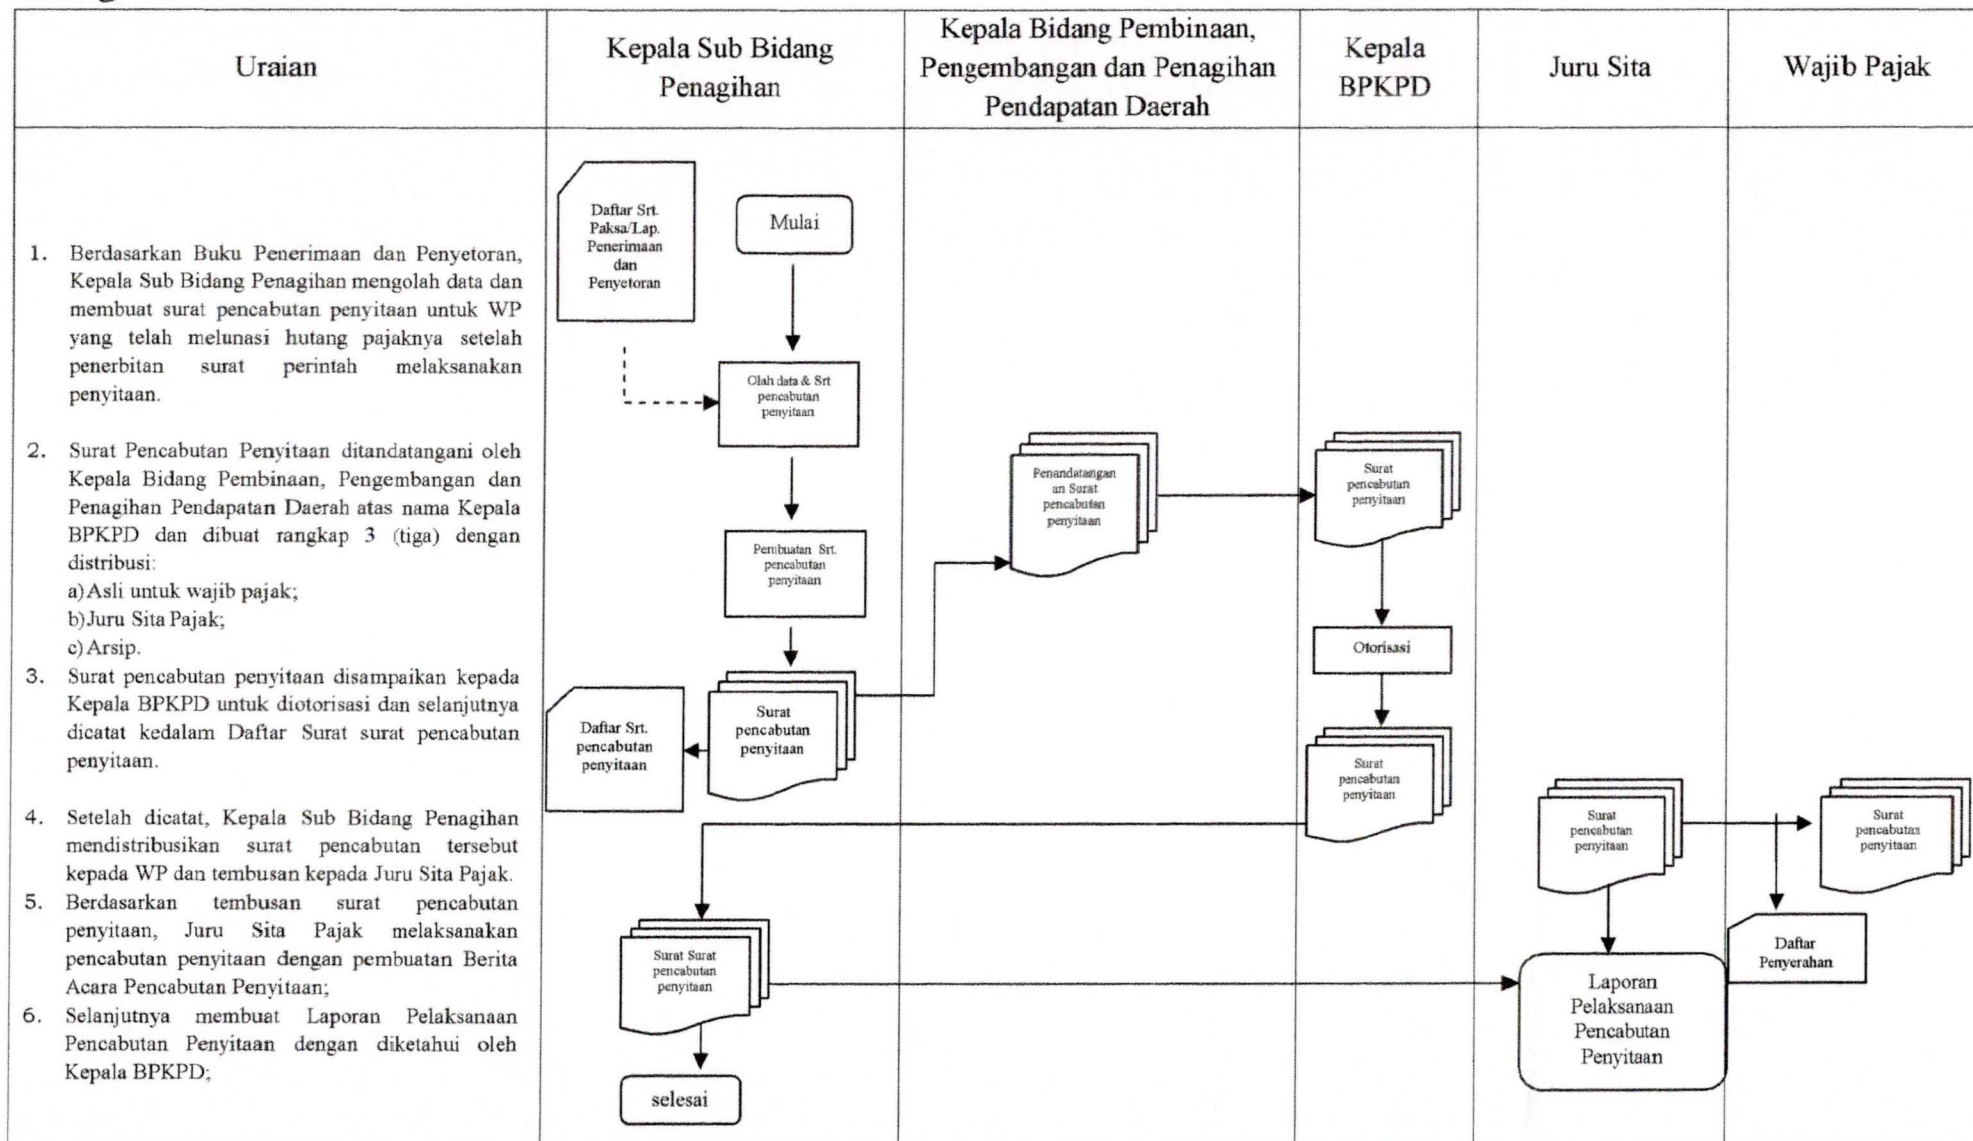 Uraian
Kepala Sub Bidang
Penagihan
Kepala Bidang Pembinaan,
Pengembangan dan Penagihan
Pendapatan Daerah
Kepala
BPKPD
Juru Sita
Wajib Pajak
1. Berdasarkan Buku Penerimaan dan Penyetoran,
Kepala Sub Bidang Penagihan mengolah data dan
membuat surat pencabutan penyitaan untuk WP
yang telah melunasi hutang pajaknya setelah
penerbitan surat perintah melaksanakan
penyitaan.
2. Surat Pencabutan Penyitaan ditandatangani oleh
Kepala Bidang Pembinaan, Pengembangan dan
Penagihan Pendapatan Daerah atas nama Kepala
BPKPD dan dibuat rangkap 3 (tiga) dengan
distribusi:
a) Asli untuk wajib pajak;
b) Juru Sita Pajak;
c) Arsip.
3. Surat pencabutan penyitaan disampaikan kepada
Kepala BPKPD untuk diotorisasi dan selanjutnya
dicatat kedalam Daftar Surat surat pencabutan
penyitaan.
4. Setelah dicatat, Kepala Sub Bidang Penagihan
mendistribusikan surat pencabutan tersebut
kepada WP dan tembusan kepada Juru Sita Pajak.
5. Berdasarkan tembusan surat pencabutan
penyitaan, Juru Sita Pajak melaksanakan
pencabutan penyitaan dengan pembuatan Berita
Acara Pencabutan Penyitaan;
6. Selanjutnya membuat Laporan Pelaksanaan
Pencabutan Penyitaan dengan diketahui oleh
Kepala BPKPD;
Daftar Srt.
Paksa/Lap.
Penerimaan
dan
Penyetoran
Mulai
Olah data & Srt
pencabutan
penyitaan
Pembuatan Srt.
pencabutan
penyitaan
Surat
pencabutan
penyitaan
Daftar Srt.
pencabutan
penyitaan
Surat Surat
pencabutan
penyitaan
selesai
Penandatangan
an Surat
pencabutan
penyitaan
Surat
pencabutan
penyitaan
Otorisasi
Surat
pencabutan
penyitaan
Surat
pencabutan
penyitaan
Laporan
Pelaksanaan
Pencabutan
Penyitaan
Surat
pencabutan
penyitaan
Daftar
Penyerahan